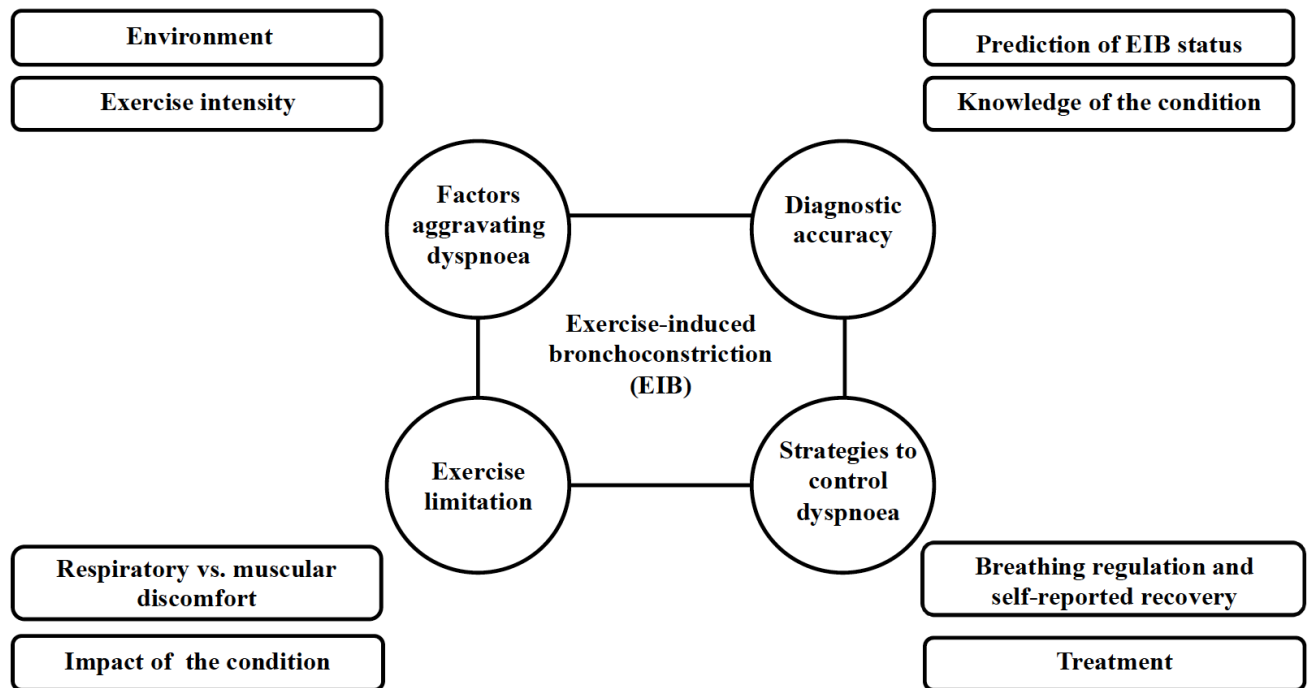 Environment
Exercise intensity
Prediction of EIB status
Knowledge of the condition
Factors
aggravating
dyspnoea
Diagnostic
accuracy
Exercise-induced
bronchoconstriction
(EIB)
Exercise
limitation
Strategies to
control
dyspnoea
Respiratory vs. muscular
discomfort
Impact of the condition
Breathing regulation and
self-reported recovery
Treatment